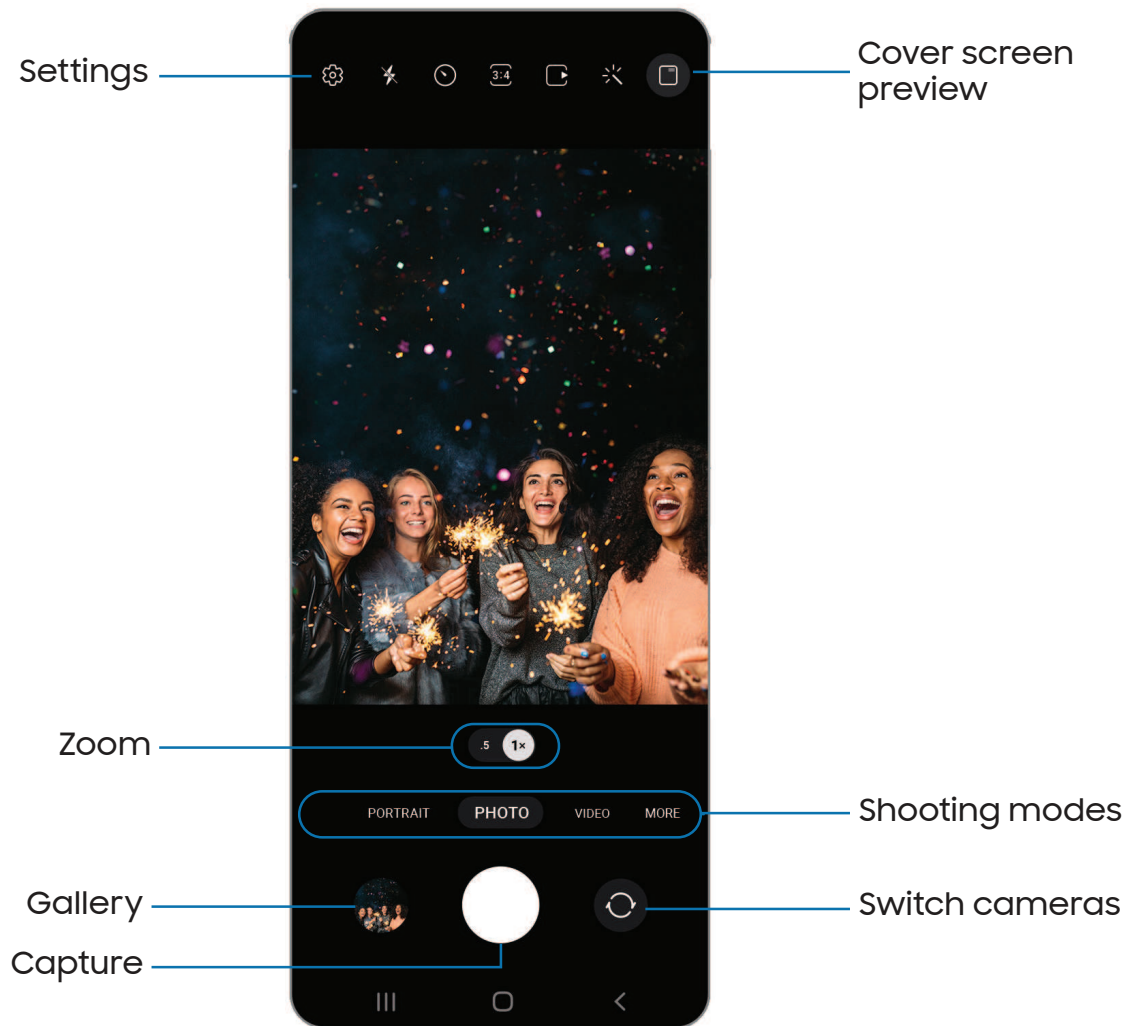 Settings
Cover screen
preview
3:4
Zoom
.5 1×
PORTRAIT PHOTO VIDEO MORE
Shooting modes
Gallery
Switch cameras
Capture